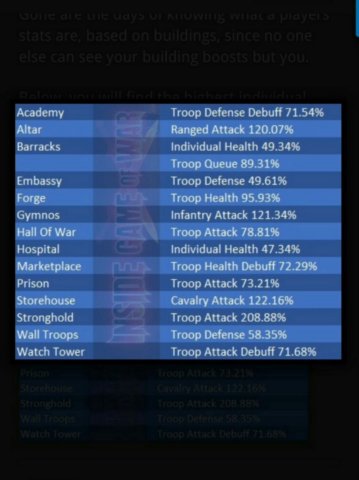 Gone are the days of knowing what a players
stats are, based on buildings, since no one
else can see your building boosts but you.
Below you will find the highest individual
Academy Troop Defense Debuff 71.54%
Altar Ranged Attack 120.07%
Barracks Individual Health 49.34%
Troop Queue 89.31%
Embassy Troop Defense 49.61%
Forge Troop Health 95.93%
Gymnos Infantry Attack 121.34%
Hall Of War Troop Attack 78.81%
Hospital Individual Health 47.34%
Marketplace Troop Health Debuff 72.29%
Prison Troop Attack 73.21%
Storehouse Cavalry Attack 122.16%
Stronghold Troop Attack 208.88%
Wall Troops Troop Defense 58.35%
Watch Tower Troop Attack Debuff 71.68%
INSIDE GAME OF WAR
Prison Troop Attack 73.21%
Storehouse Cavalry Attack 122.16%
Stronghold Troop Attack 208.88%
Wall Troops Troop Defense 58.35%
Watch Tower Troop Attack Debuff 71.68%